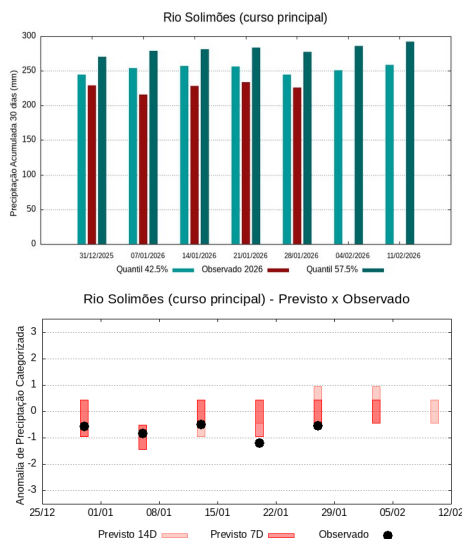 Rio Solimões (curso principal)
Precipitação Acumulada 30 dias (mm)
300
250
200
150
100
50
0
31/12/2025 07/01/2026 14/01/2026 21/01/2026 28/01/2026 04/02/2026 11/02/2026
Quantil 42.5% Observado 2026 Quantil 57.5%
Rio Solimões (curso principal) - Previsto x Observado
Anomalia de Precipitação Categorizada
3
2
1
0
-1
-2
-3
25/12 01/01 08/01 15/01 22/01 29/01 05/02 12/02
Previsto 14D Previsto 7D Observado